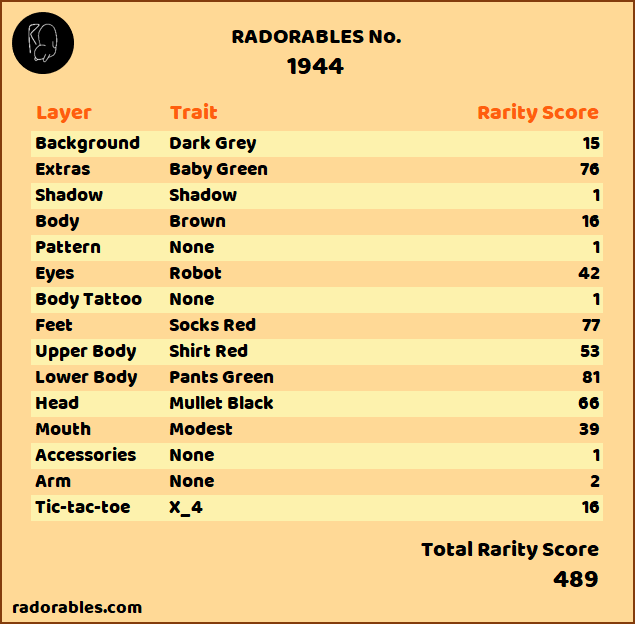 RADORABLES No.
1944
Layer Trait Rarity Score
Background Dark Grey 15
Extras Baby Green 76
Shadow Shadow 1
Body Brown 16
Pattern None 1
Eyes Robot 42
Body Tattoo None 1
Feet Socks Red 77
Upper Body Shirt Red 53
Lower Body Pants Green 81
Head Mullet Black 66
Mouth Modest 39
Accessories None 1
Arm None 2
Tic-tac-toe X_4 16
Total Rarity Score
489
radorables.com